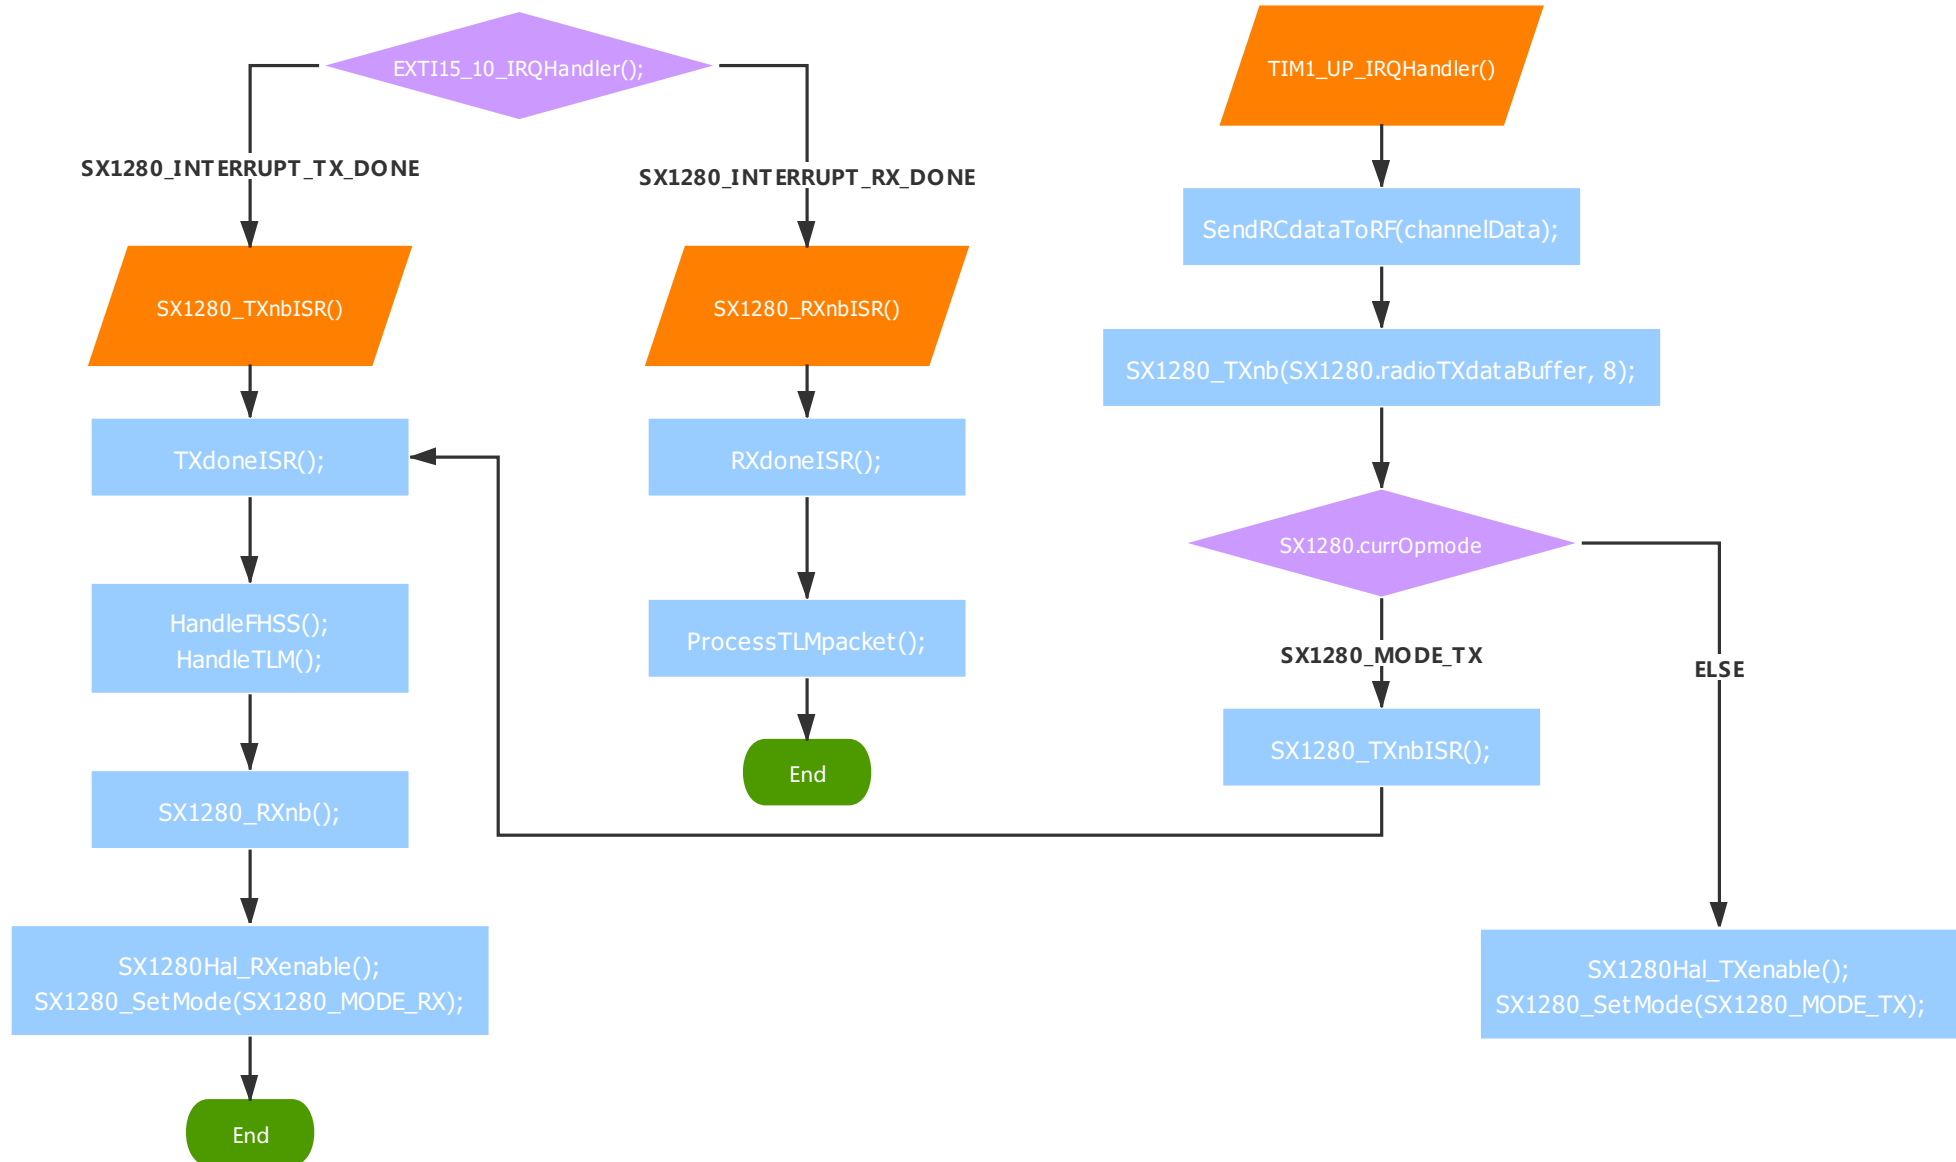 EXTI15_10_IRQHandler();
SX1280_INTERRUPT_TX_DONE
SX1280_TXnbISR()
TXdoneISR();
HandleFHSS();
HandleTLM();
SX1280_RXnb();
SX1280Hal_RXenable();
SX1280_SetMode(SX1280_MODE_RX);
End
SX1280_INTERRUPT_RX_DONE
SX1280_RXnbISR()
RXdoneISR();
ProcessTLMpacket();
End
TIM1_UP_IRQHandler()
SendRCdataToRF(channelData);
SX1280_TXnb(SX1280.radioTXdataBuffer, 8);
SX1280.currOpmode
SX1280_MODE_TX
SX1280_TXnbISR();
ELSE
SX1280Hal_TXenable();
SX1280_SetMode(SX1280_MODE_TX);